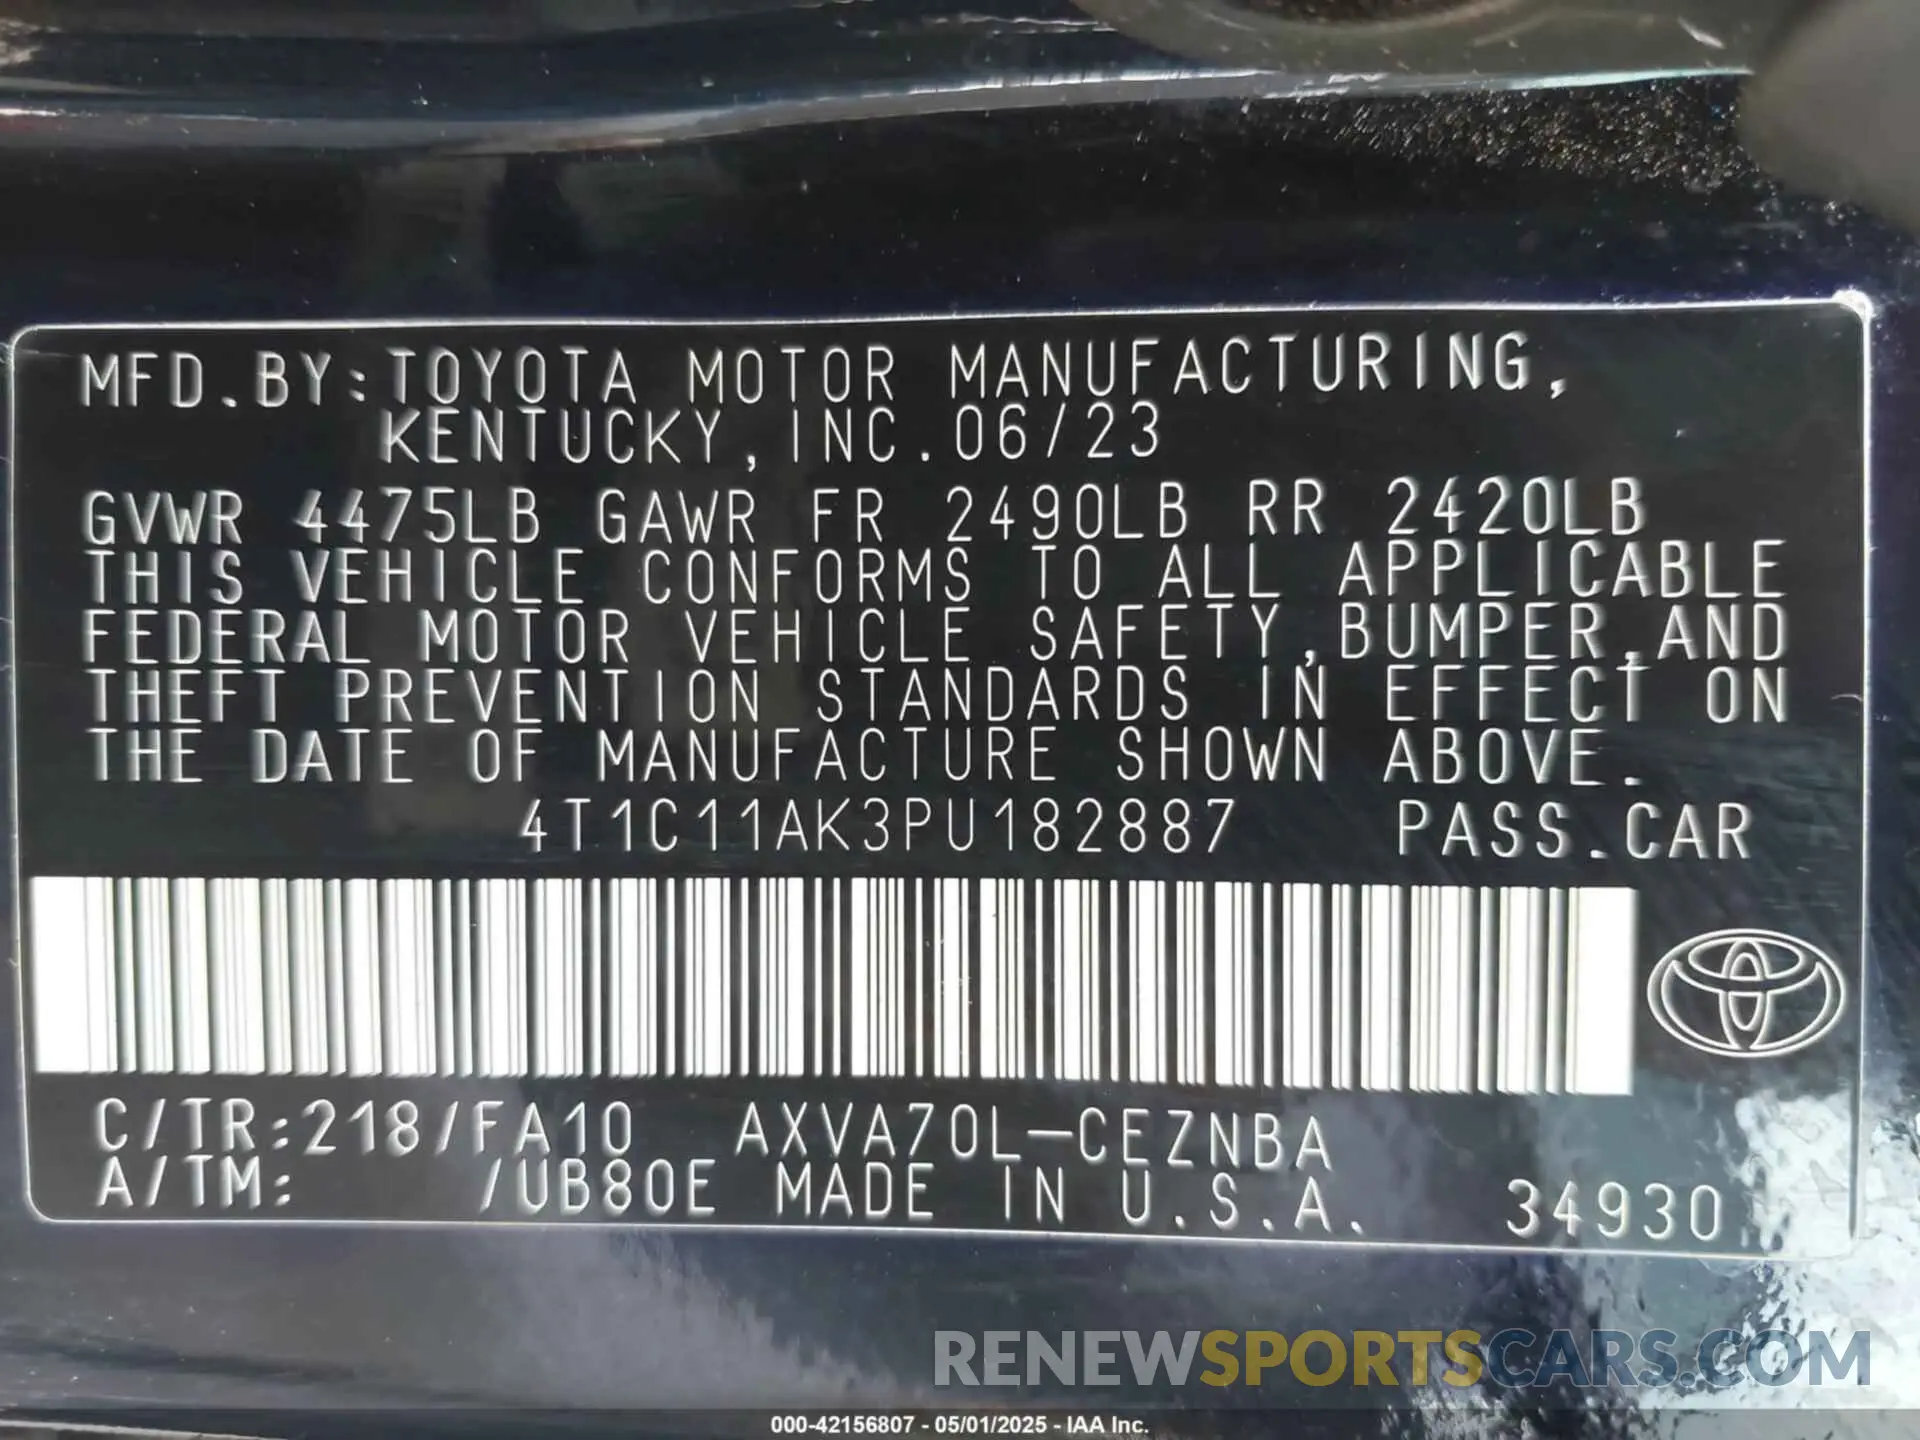 MFD.BY:TOYOTA MOTOR MANUFACTURING,
KENTUCKY,INC.06/23
GVWR 4475LB GAWR FR 2490LB RR 2420LB
THIS VEHICLE CONFORMS TO ALL APPLICABLE
FEDERAL MOTOR VEHICLE SAFETY,BUMPER,AND
THEFT PREVENTION STANDARDS IN EFFECT ON
THE DATE OF MANUFACTURE SHOWN ABOVE.
4T1C11AK3PU182887 PASS.CAR
C/TR:218/FA10 AXVA70L-CEZNBA
A/TM: /UB80E MADE IN U.S.A. 34930
RENEWSPORTSCARS.COM
000-42156807 - 05/01/2025 - IAA Inc.